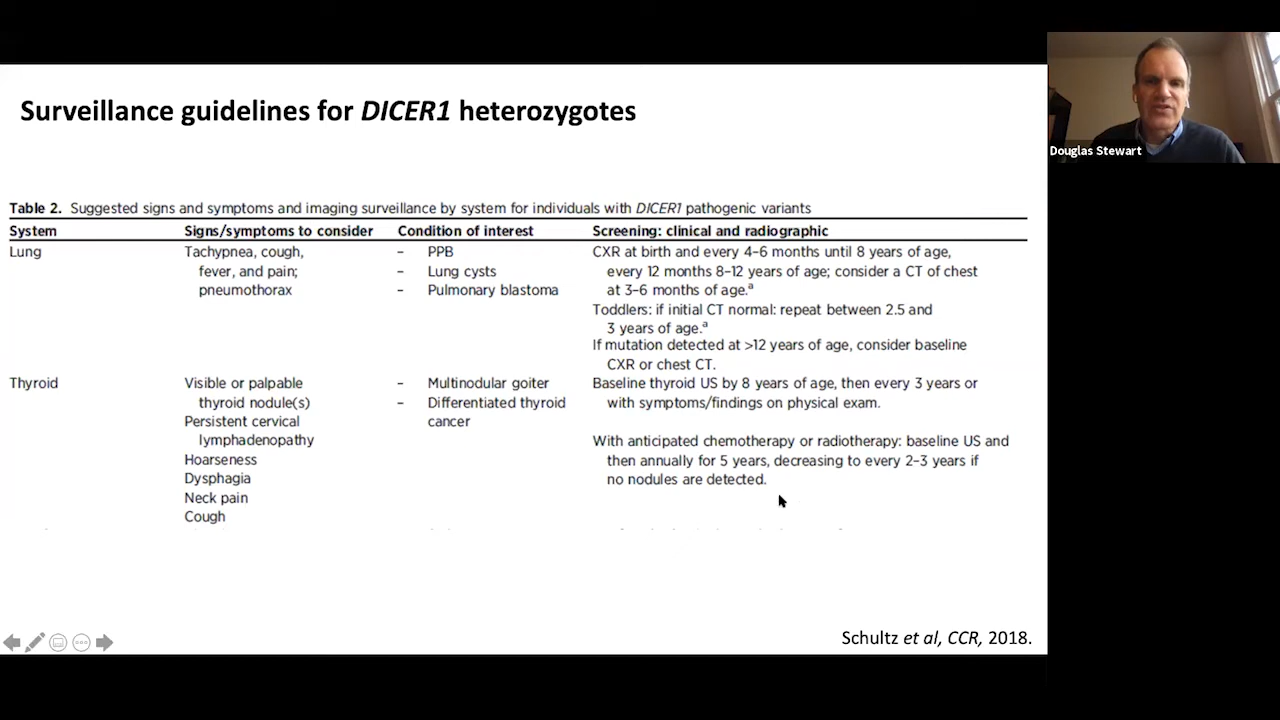 Surveillance guidelines for DICER1 heterozygotes
Douglas Stewart
Table 2. Suggested signs and symptoms and imaging surveillance by system for individuals with DICER1 pathogenic variants
System Signs/symptoms to consider Condition of interest Screening: clinical and radiographic
Lung Tachypnea, cough, – PPB CXR at birth and every 4–6 months until 8 years of age,
fever, and pain; – Lung cysts every 12 months 8–12 years of age; consider a CT of chest
pneumothorax – Pulmonary blastoma at 3–6 months of age.a
Toddlers: if initial CT normal: repeat between 2.5 and
3 years of age.a
If mutation detected at >12 years of age, consider baseline
CXR or chest CT.
Thyroid Visible or palpable – Multinodular goiter Baseline thyroid US by 8 years of age, then every 3 years or
thyroid nodule(s) – Differentiated thyroid with symptoms/findings on physical exam.
Persistent cervical cancer
lymphadenopathy With anticipated chemotherapy or radiotherapy: baseline US and
Hoarseness then annually for 5 years, decreasing to every 2–3 years if
Dysphagia no nodules are detected.
Neck pain
Cough
Schultz et al, CCR, 2018.